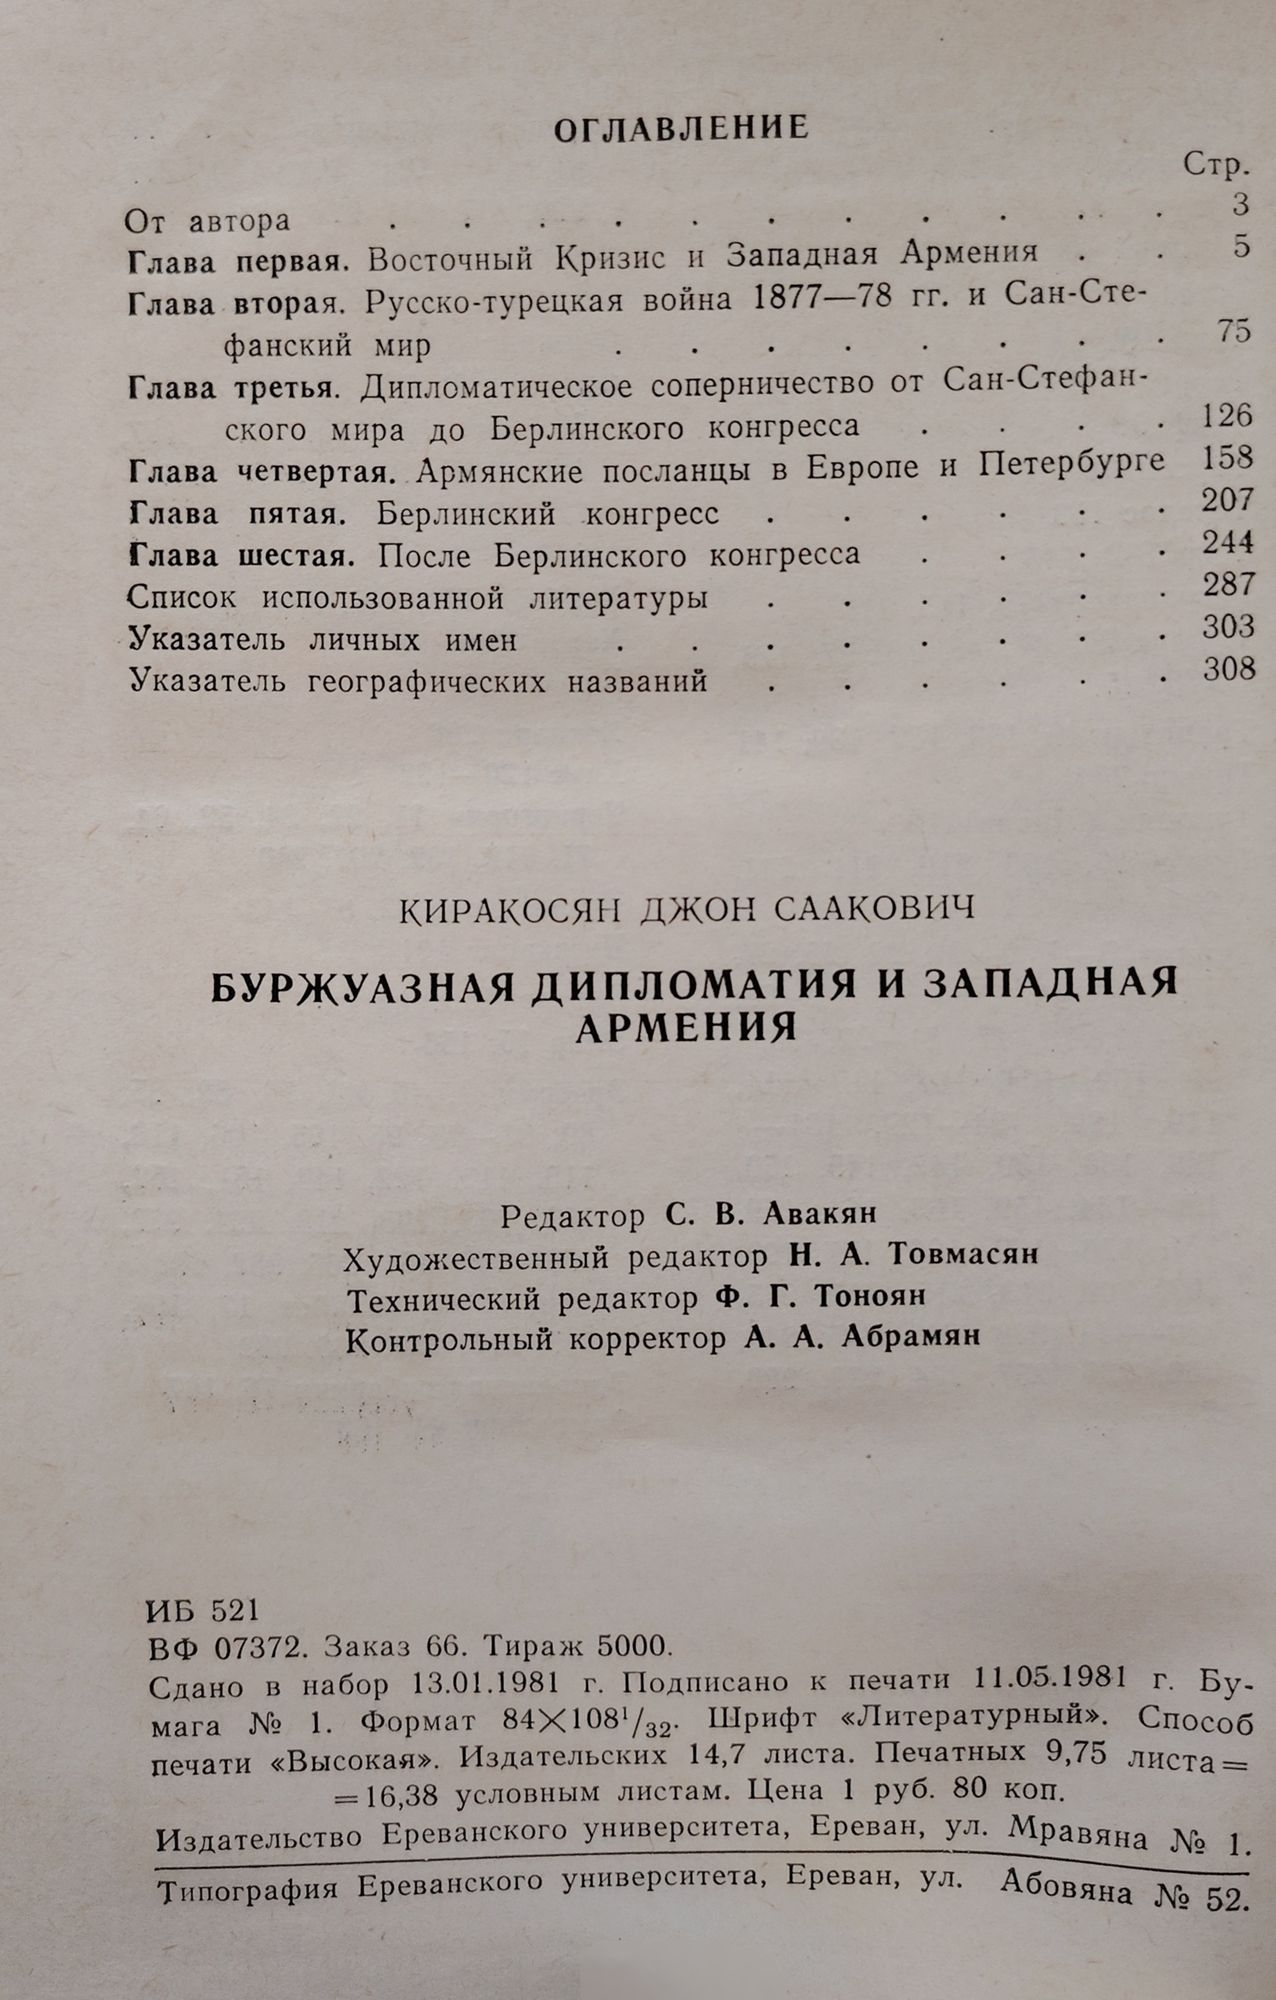 ОГЛАВЛЕНИЕ
Стр.
От автора . . . . . . . . . . . 3
Глава первая. Восточный Кризис и Западная Армения . . 5
Глава вторая. Русско-турецкая война 1877—78 гг. и Сан-Сте-
фанский мир . . . . . . . . 75
Глава третья. Дипломатическое соперничество от Сан-Стефан-
ского мира до Берлинского конгресса . . . . 126
Глава четвертая. Армянские посланцы в Европе и Петербурге 158
Глава пятая. Берлинский конгресс . . . . . . 207
Глава шестая. После Берлинского конгресса . . . . 244
Список использованной литературы . . . . . . 287
Указатель личных имен . . . . . . . . 303
Указатель географических названий . . . . . . 308
КИРАКОСЯН ДЖОН СААКОВИЧ
БУРЖУАЗНАЯ ДИПЛОМАТИЯ И ЗАПАДНАЯ
АРМЕНИЯ
Редактор С. В. Авакян
Художественный редактор Н. А. Товмасян
Технический редактор Ф. Г. Тоноян
Контрольный корректор А. А. Абрамян
ИБ 521
ВФ 07372. Заказ 66. Тираж 5000.
Сдано в набор 13.01.1981 г. Подписано к печати 11.05.1981 г. Бу-
мага № 1. Формат 84×108¹/₃₂. Шрифт «Литературный». Способ
печати «Высокая». Издательских 14,7 листа. Печатных 9,75 листа=
=16,38 условным листам. Цена 1 руб. 80 коп.
Издательство Ереванского университета, Ереван, ул. Мравяна № 1.
Типография Ереванского университета, Ереван, ул. Абовяна № 52.